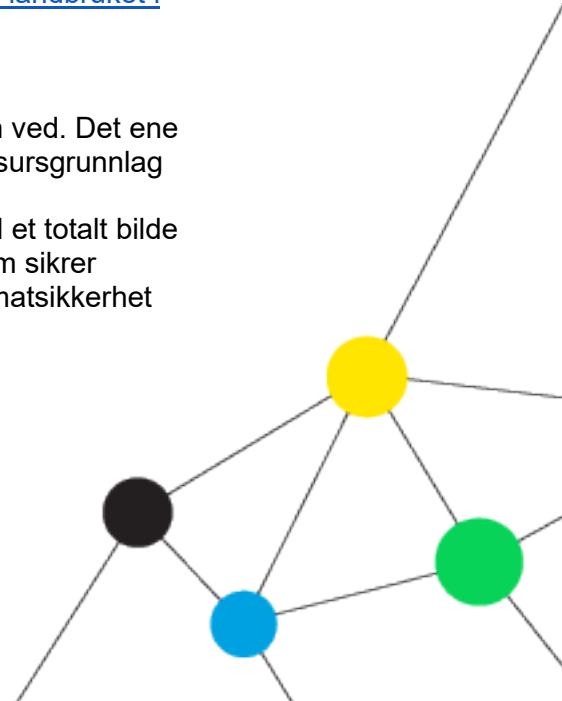 landbruket i
ved. Det ene
sursgrunnlag
et totalt bilde
m sikrer
matsikkerhet